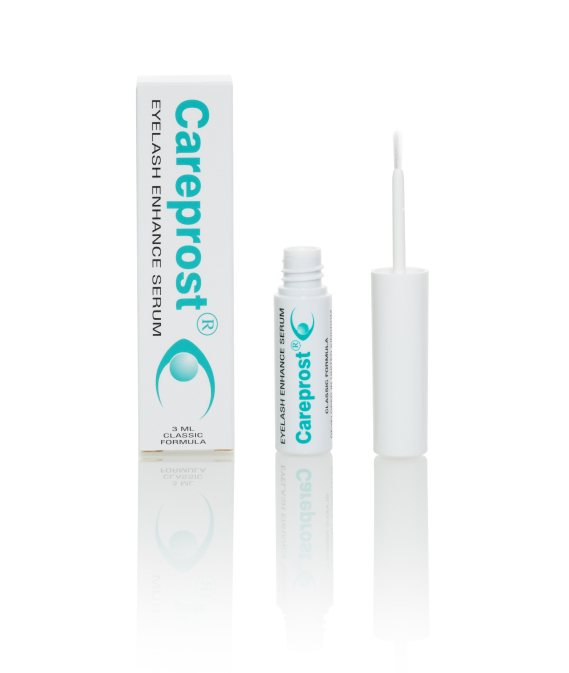 Careprost®
EYELASH ENHANCE SERUM
3 ML
CLASSIC
FORMULA
EYELASH ENHANCE SERUM
Careprost®
CLASSIC FORMULA